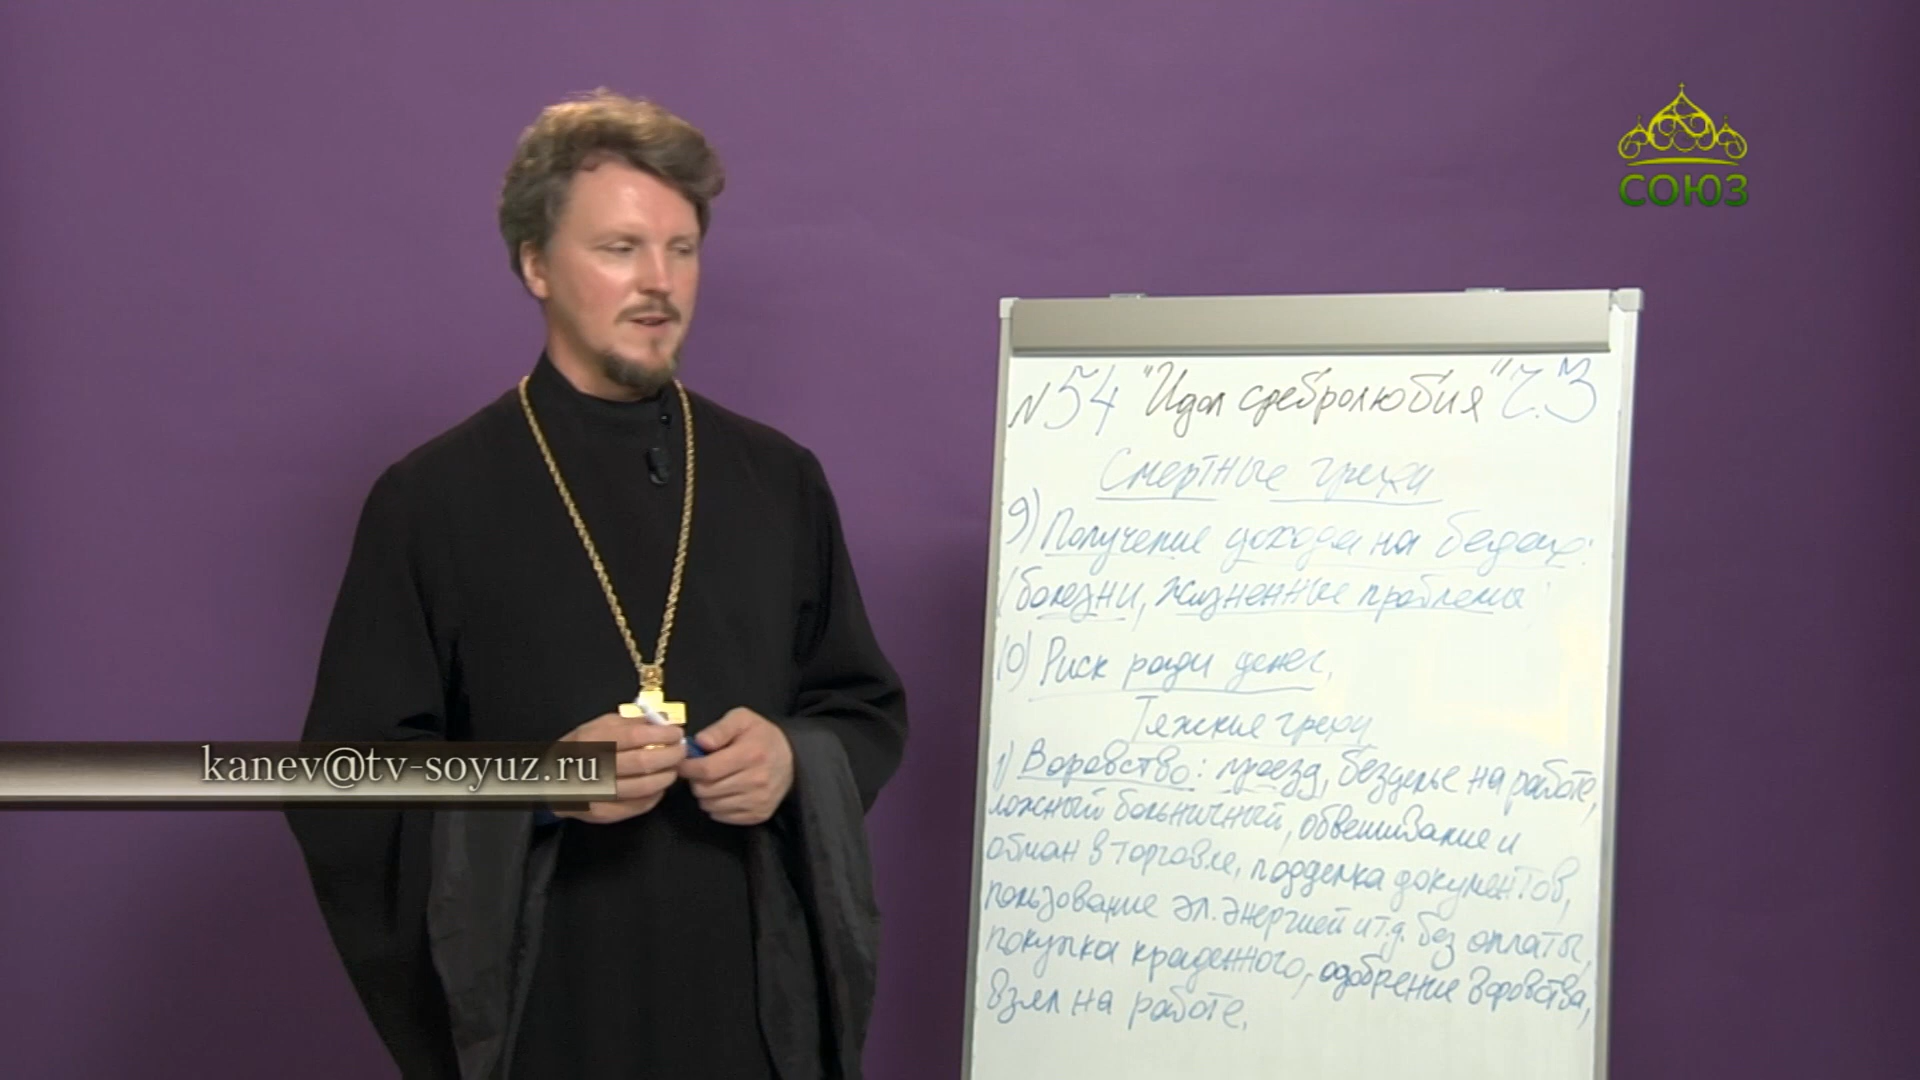 СОЮЗ
N54 "Идол сребролюбия" Ч.3
Смертные грехи
9) Получение дохода на бедах:
(болезни, жизненные проблемы
10) Риск ради денег.
Тяжкие грехи
1) Воровство: проезд, безделье на работе,
ложный больничный, обвешивание и
обман в торговле, подделка документов,
пользование эл. энергией и т.д. без оплаты,
покупка краденного, одобрение воровства,
взял на работе.
kanev@tv-soyuz.ru